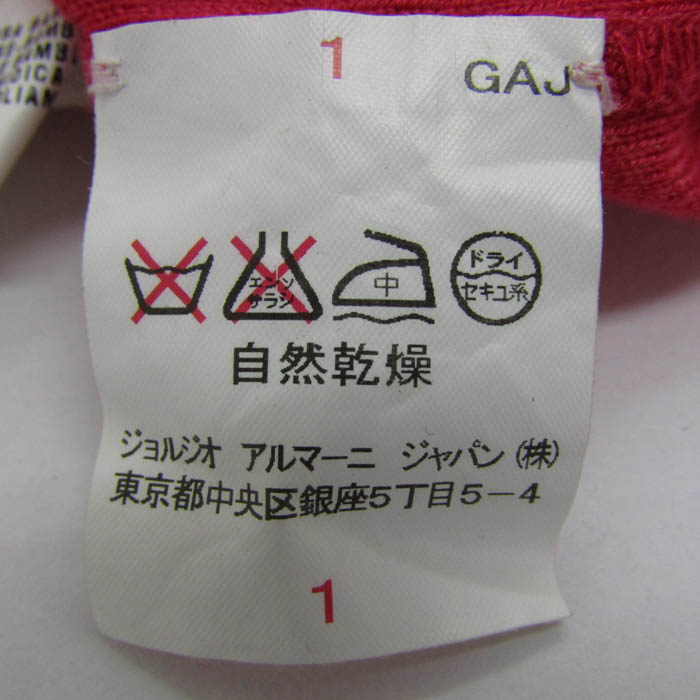 1
GAJ
エンソ
サラシ
中
ドライ
セキユ系
自然乾燥
ジョルジオ アルマーニ ジャパン(株)
東京都中央区銀座5丁目5-4
1